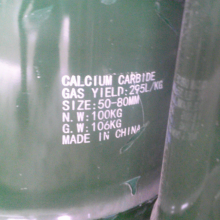 CALCIUM CARBIDE
GAS YIELD:295L/KG
SIZE:50-80MM
N.W:100KG
G.W:106KG
MADE IN CHINA